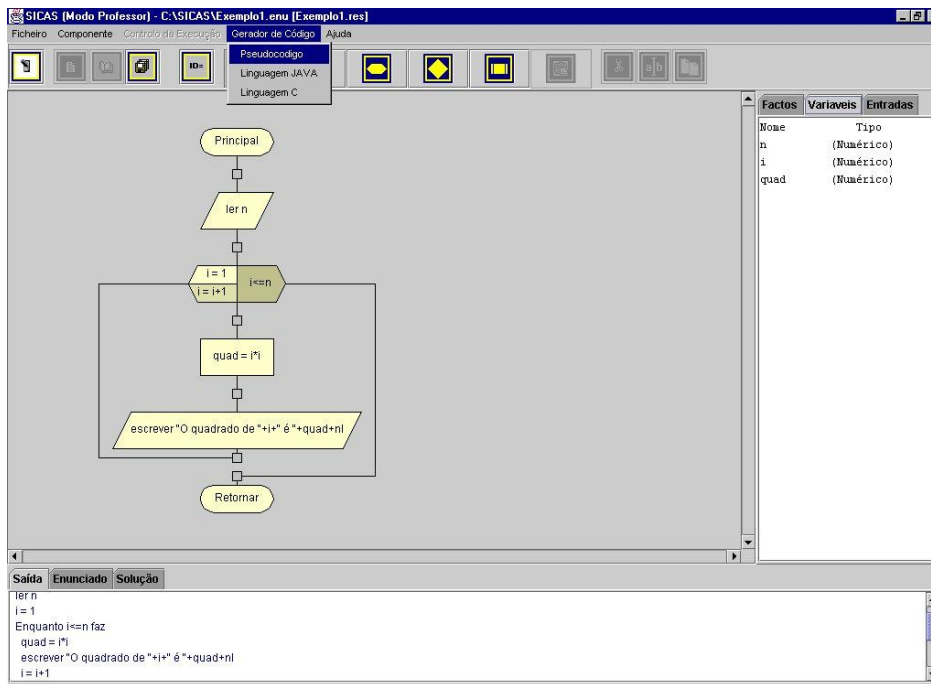 SICAS (Modo Professor) - C:\SICAS\Exemplo1.enu [Exemplo1.res]
Ficheiro Componente Controlo de Execução Gerador de Código Ajuda
Pseudocodigo
Linguagem JAVA
Linguagem C
ID=
a|b
Factos Variaveis Entradas
Nome Tipo
n (Numérico)
i (Numérico)
quad (Numérico)
Principal
ler n
i = 1
i = i+1
i<=n
quad = i*i
escrever "O quadrado de "+i+" é "+quad+nl
Retornar
Saída Enunciado Solução
ler n
i = 1
Enquanto i<=n faz
quad = i*i
escrever "O quadrado de "+i+" é "+quad+nl
i = i+1